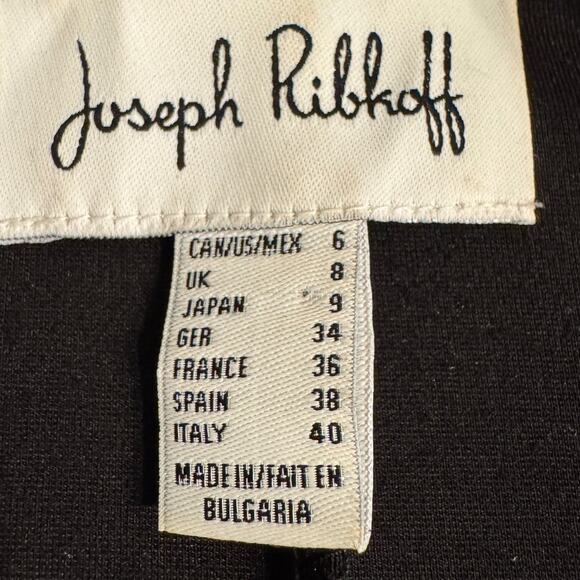 Joseph Ribkoff
CAN/US/MEX 6
UK 8
JAPAN 9
GER 34
FRANCE 36
SPAIN 38
ITALY 40
MADE IN/FAIT EN
BULGARIA